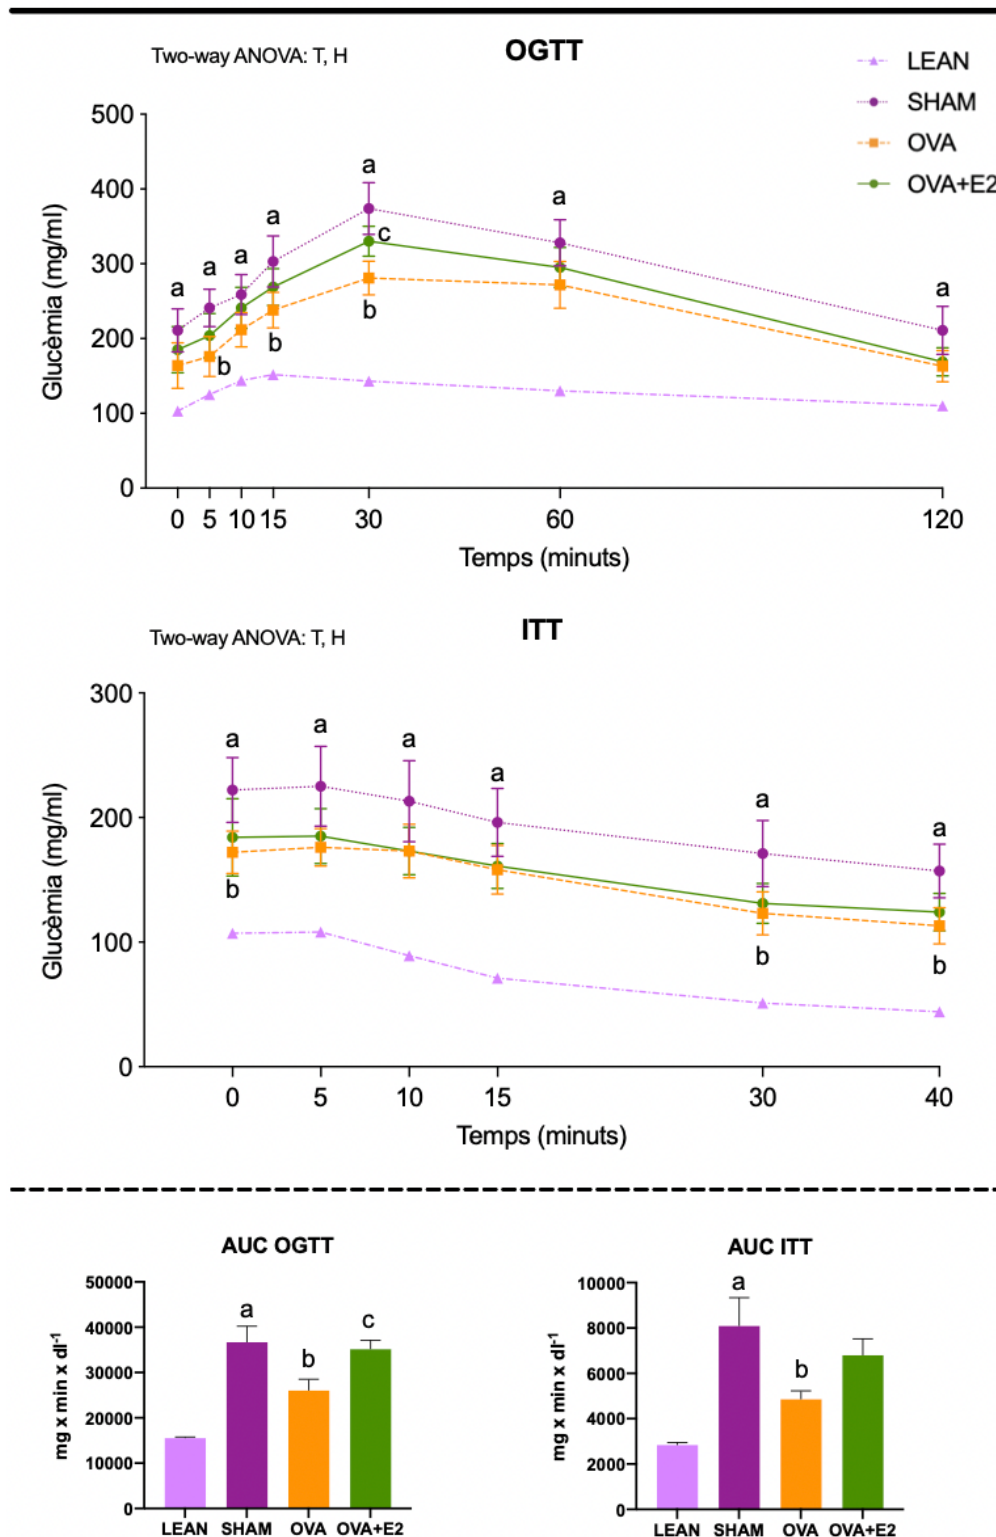 Two-way ANOVA: T, H
OGTT
LEAN
SHAM
OVA
OVA+E2
500
400
300
200
100
0
Glucèmia (mg/ml)
a a a a a a a
b b b
c
0 5 10 15 30 60 120
Temps (minuts)
Two-way ANOVA: T, H
ITT
300
200
100
0
Glucèmia (mg/ml)
a a a a a a
b b b
0 5 10 15 30 40
Temps (minuts)
AUC OGTT
50000
40000
30000
20000
10000
0
mg x min x dl-1
a b c
LEAN SHAM OVA OVA+E2
AUC ITT
10000
8000
6000
4000
2000
0
mg x min x dl-1
a b
LEAN SHAM OVA OVA+E2